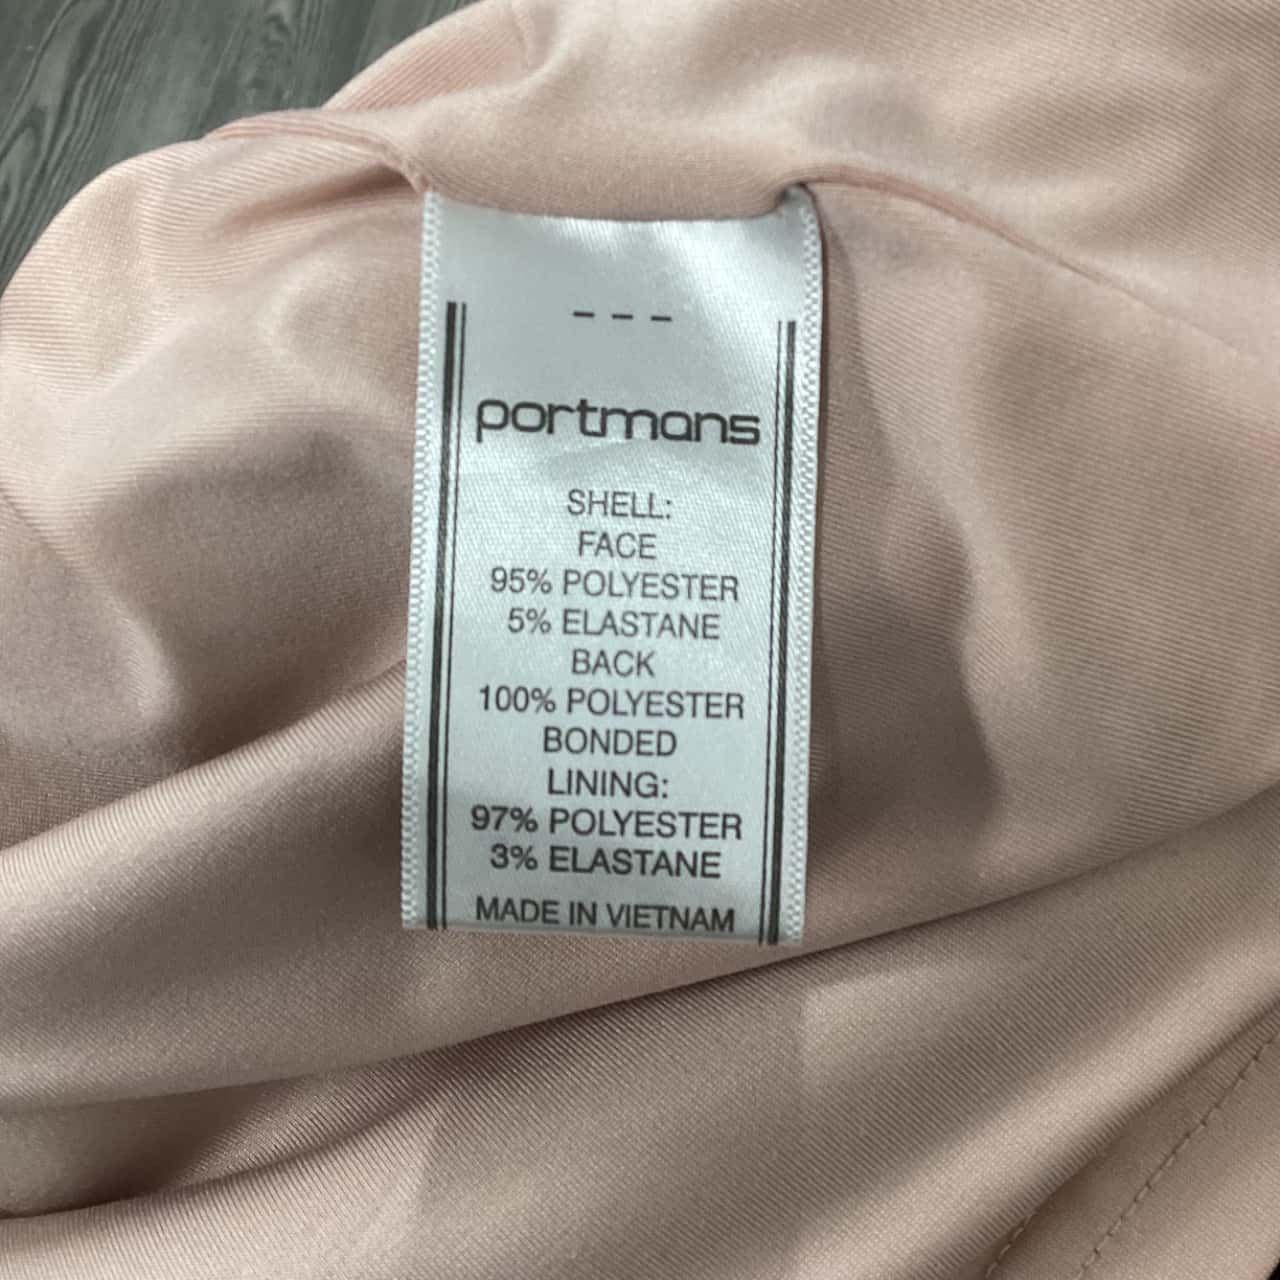 ---
portmans
SHELL:
FACE
95% POLYESTER
5% ELASTANE
BACK
100% POLYESTER
BONDED
LINING:
97% POLYESTER
3% ELASTANE
MADE IN VIETNAM